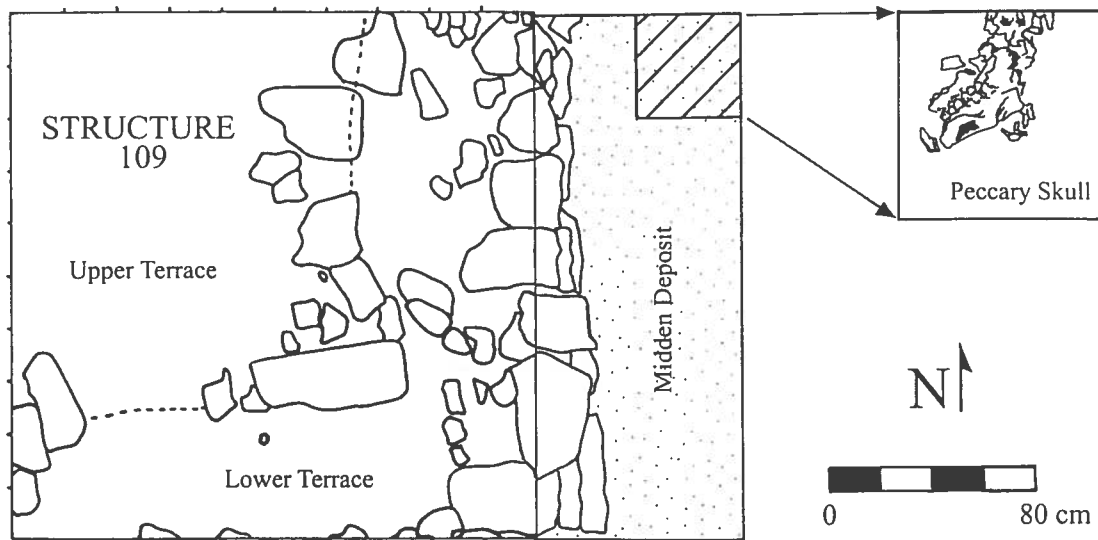 STRUCTURE
109
Upper Terrace
Lower Terrace
Midden Deposit
Peccary Skull
N
0 80 cm